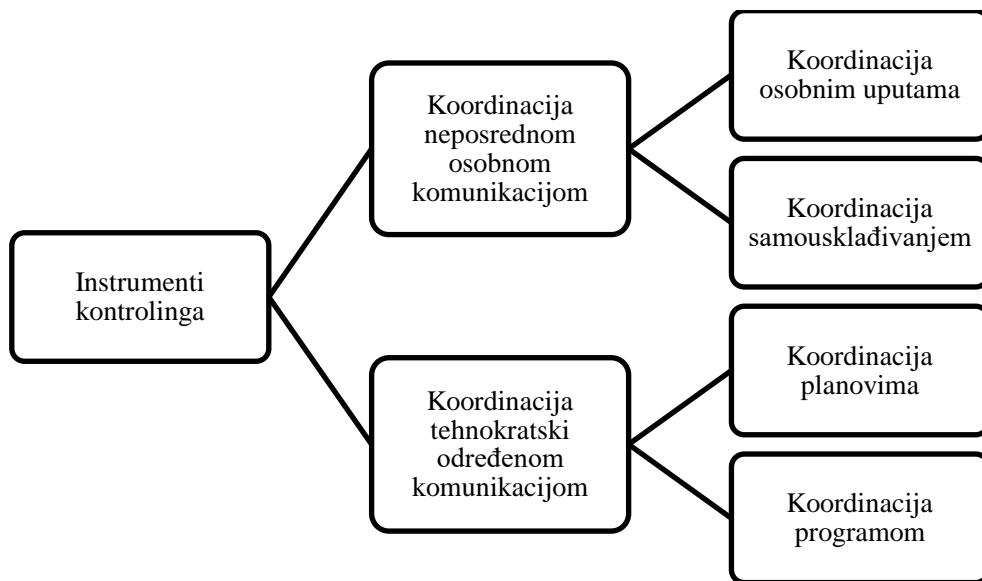 Instrumenti
kontrolinga
Koordinacija
neposrednom
osobnom
komunikacijom
Koordinacija
osobnim uputama
Koordinacija
samousklađivanjem
Koordinacija
tehnokratski
određenom
komunikacijom
Koordinacija
planovima
Koordinacija
programom